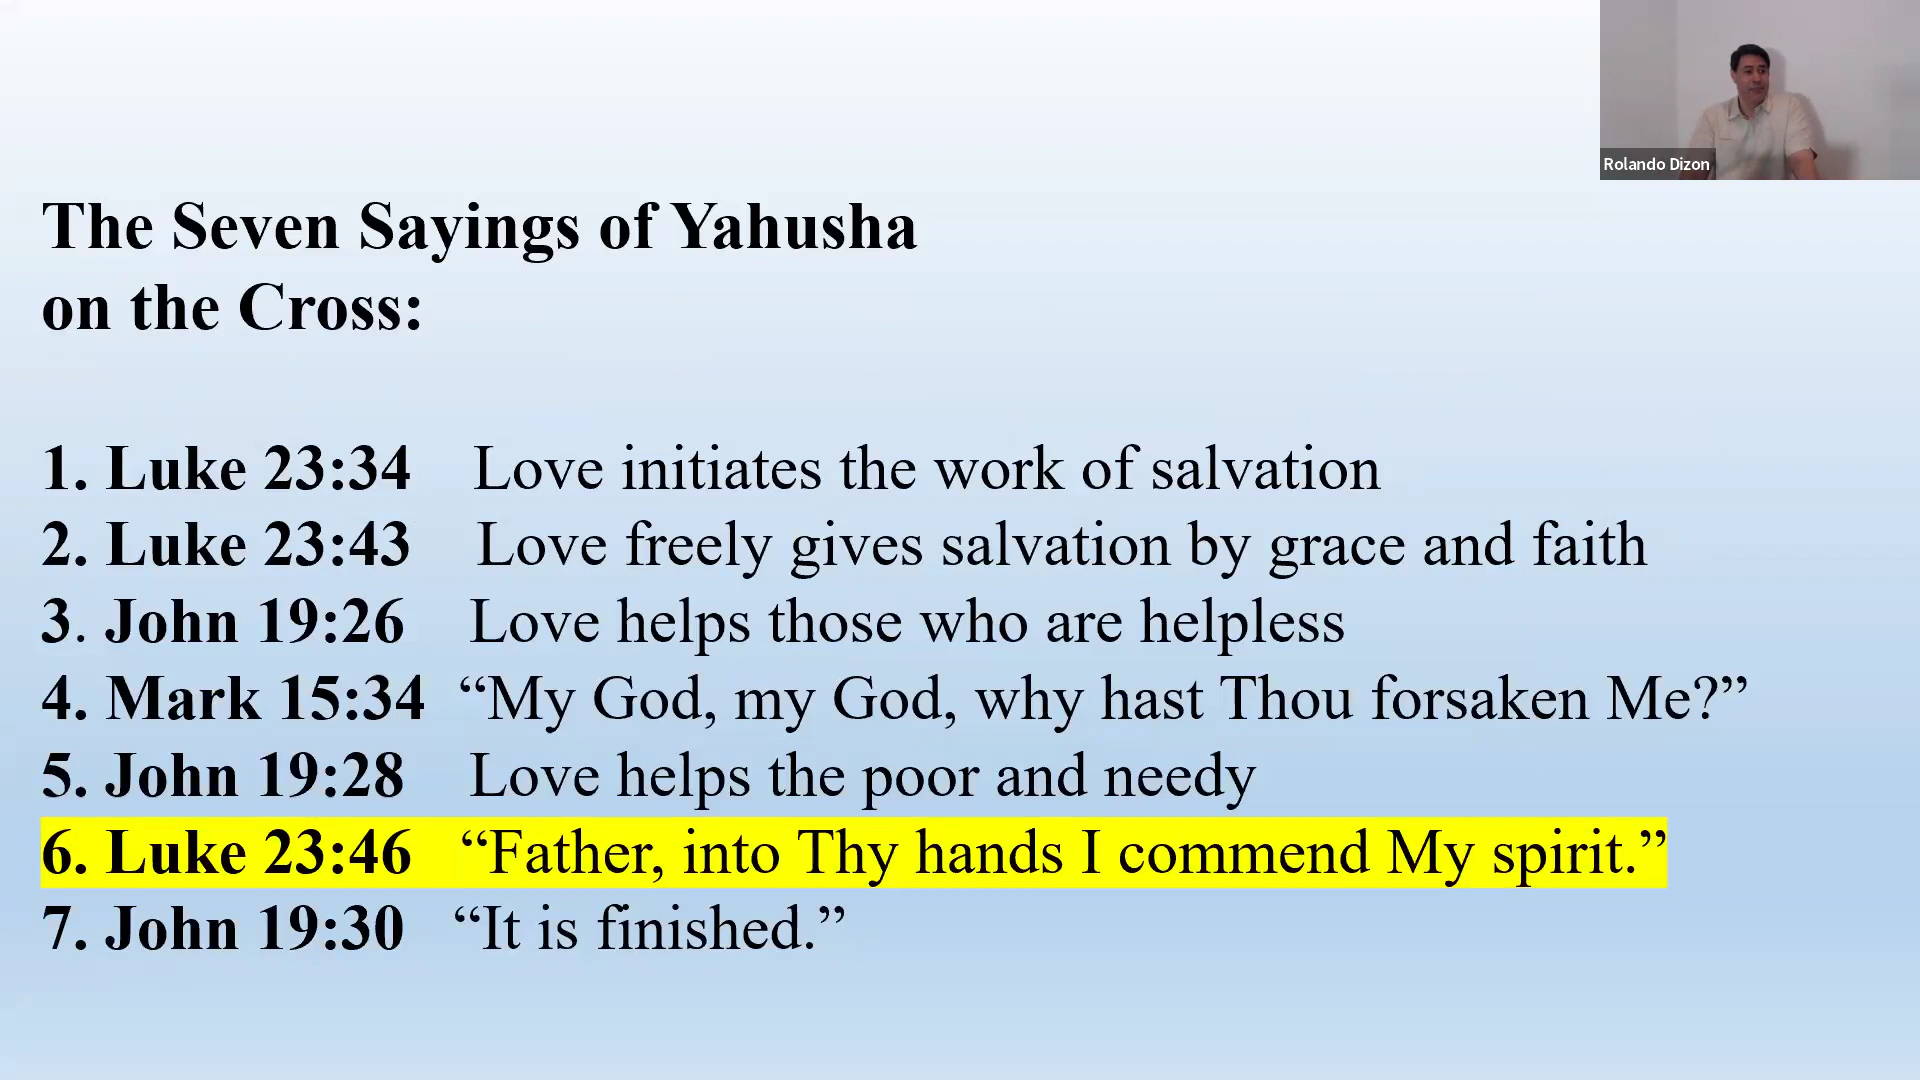 Rolando Dizon
The Seven Sayings of Yahusha
on the Cross:
1. Luke 23:34 Love initiates the work of salvation
2. Luke 23:43 Love freely gives salvation by grace and faith
3. John 19:26 Love helps those who are helpless
4. Mark 15:34 “My God, my God, why hast Thou forsaken Me?”
5. John 19:28 Love helps the poor and needy
6. Luke 23:46 “Father, into Thy hands I commend My spirit.”
7. John 19:30 “It is finished.”